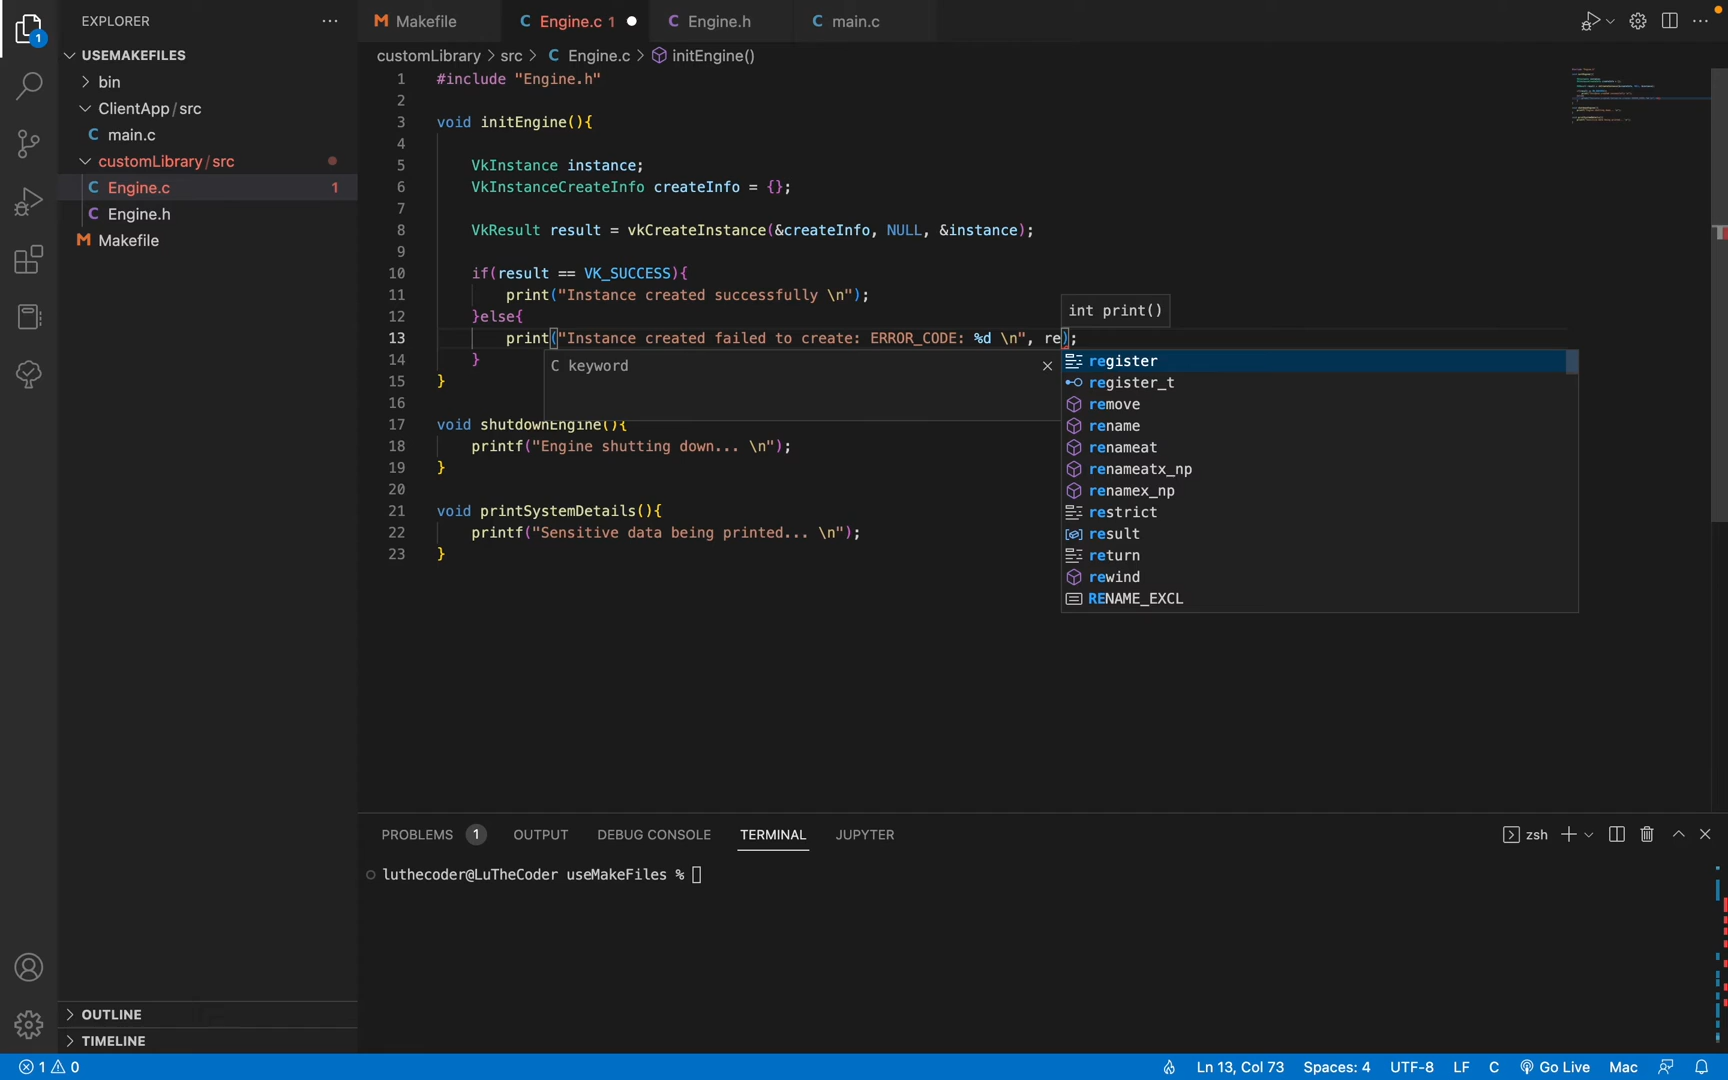 EXPLORER
USEMAKEFILES
bin
ClientApp/src
C main.c
customLibrary/src
C Engine.c 1
C Engine.h
M Makefile
OUTLINE
TIMELINE
M Makefile
C Engine.c 1
C Engine.h
C main.c
customLibrary > src > C Engine.c > initEngine()
1 #include "Engine.h"
2
3 void initEngine(){
4
5 VkInstance instance;
6 VkInstanceCreateInfo createInfo = {};
7
8 VkResult result = vkCreateInstance(&createInfo, NULL, &instance);
9
10 if(result == VK_SUCCESS){
11 print("Instance created successfully \n");
12 }else{
13 print("Instance created failed to create: ERROR_CODE: %d \n", re);
14 }
15 }
16
17 void shutdownEngine(){
18 printf("Engine shutting down... \n");
19 }
20
21 void printSystemDetails(){
22 printf("Sensitive data being printed... \n");
23 }
int print()
C keyword
register
register_t
remove
rename
renameat
renameatx_np
renamex_np
restrict
result
return
rewind
RENAME_EXCL
PROBLEMS 1 OUTPUT DEBUG CONSOLE TERMINAL JUPYTER
zsh
luthecoder@LuTheCoder useMakeFiles %
1 0
Ln 13, Col 73 Spaces: 4 UTF-8 LF C Go Live Mac
1